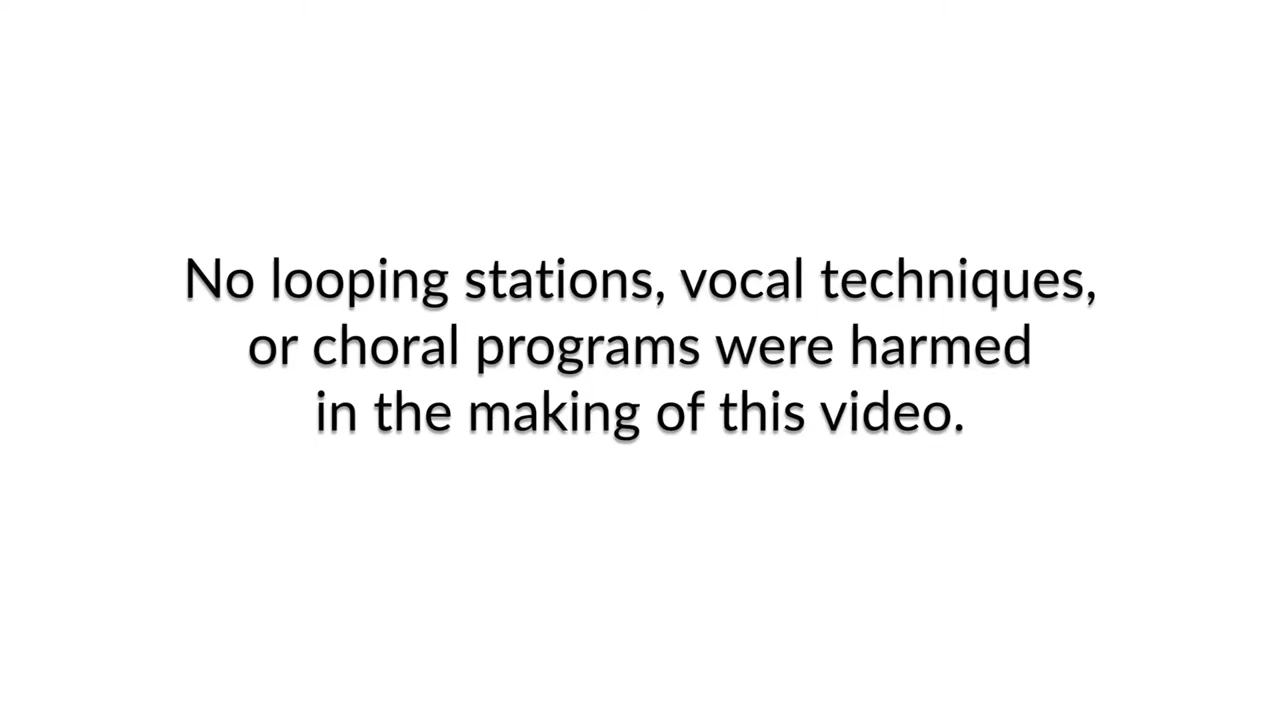 No looping stations, vocal techniques,
or choral programs were harmed
in the making of this video.